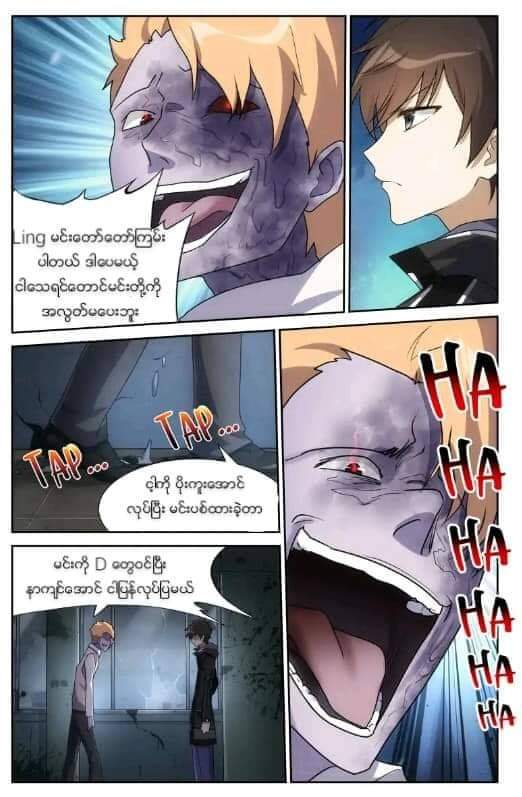 Ling မင်းတော်တော်ကြမ်း
ပါတယ် ဒါပေမယ့်
ငါသေရင်တောင်မင်းတို့ကို
အလွတ်မပေးဘူး
TAP...
TAP...
ငါ့ကို ပိုးကူးအောင်
လုပ်ပြီး မင်းပစ်ထားခဲ့တာ
HA
HA
HA
HA
HA
HA
မင်းကို D တွေဝင်ပြီး
နာကျင်အောင် ငါပြန်လုပ်ပြမယ်